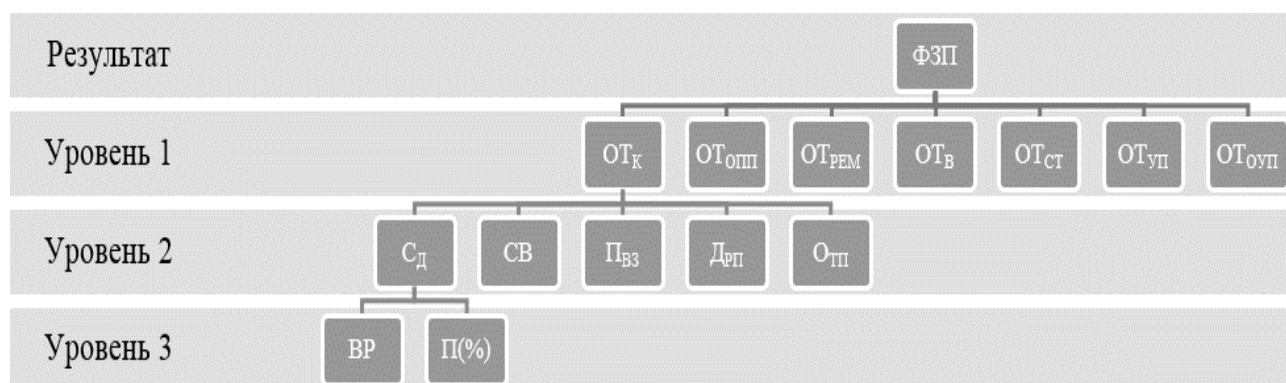 Результат
ФЗП
Уровень 1
ОТК ОТОПП ОТРЕМ ОТВ ОТСТ ОТУП ОТОУП
Уровень 2
СД СВ ПВЗ ДРП ОТП
Уровень 3
ВР П(%)